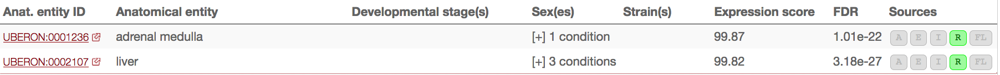 Anat. entity ID Anatomical entity Developmental stage(s) Sex(es) Strain(s) Expression score FDR Sources
UBERON:0001236 adrenal medulla [+] 1 condition 99.87 1.01e-22 A E I R FL
UBERON:0002107 liver [+] 3 conditions 99.82 3.18e-27 A E I R FL